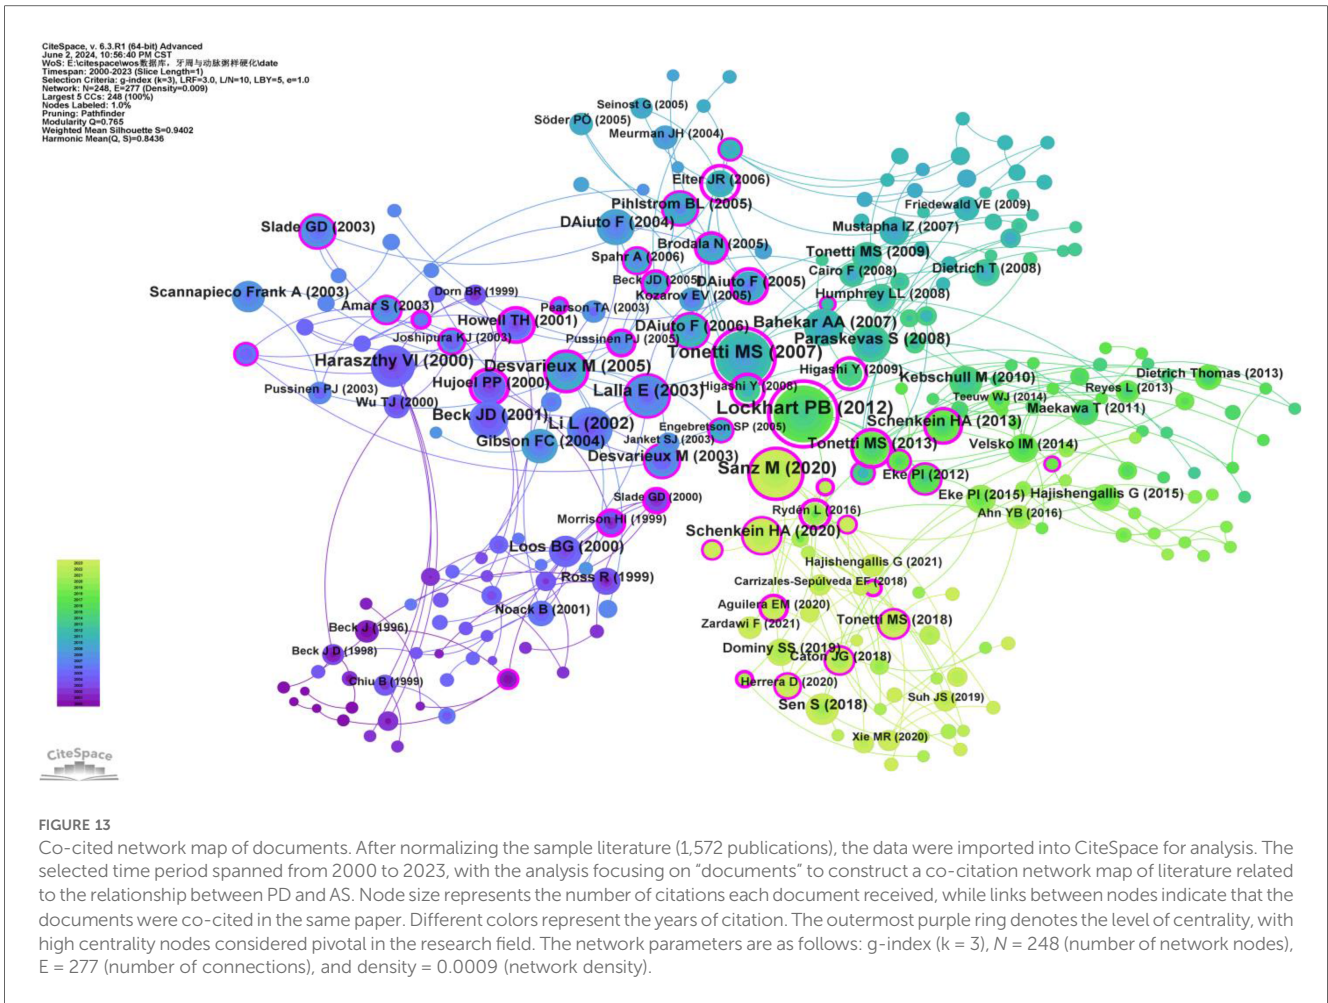 CiteSpace, v. 6.3.R1 (64-bit) Advanced
June 2, 2024, 10:56:40 PM CST
WoS: E:\citespace\wos数据库，牙周与动脉粥样硬化\date
Timespan: 2000-2023 (Slice Length=1)
Selection Criteria: g-index (k=3), LRF=3.0, L/N=10, LBY=5, e=1.0
Network: N=248, E=277 (Density=0.009)
Largest 5 CCs: 248 (100%)
Nodes Labeled: 1.0%
Pruning: Pathfinder
Modularity Q=0.765
Weighted Mean Silhouette S=0.9402
Harmonic Mean(Q, S)=0.8436
Seinost G (2005)
Söder PÖ (2005)
Meurman JH (2004)
Elter JR (2006)
Pihlstrom BL (2005)
Friedewald VE (2009)
DAiuto F (2004)
Slade GD (2003)
Mustapha IZ (2007)
Brodala N (2005)
Tonetti MS (2009)
Spahr A (2006)
Cairo F (2008)
Dietrich T (2008)
Beck JD (2005)
DAiuto F (2005)
Scannapieco Frank A (2003)
Dorn BR (1999)
Kozarov EV (2005)
Humphrey LL (2008)
Amar S (2003)
Pearson TA (2003)
Howell TH (2001)
DAiuto F (2006)
Bahekar AA (2007)
Joshipura KJ (2003)
Pussinen PJ (2005)
Paraskevas S (2008)
Tonetti MS (2007)
Haraszthy VI (2000)
Desvarieux M (2005)
Higashi Y (2009)
Dietrich Thomas (2013)
Kebschull M (2010)
Hujoel PP (2000)
Higashi Y (2008)
Reyes L (2013)
Pussinen PJ (2003)
Lalla E (2003)
Teeuw WJ (2014)
Wu TJ (2000)
Lockhart PB (2012)
Maekawa T (2011)
Beck JD (2001)
Li L (2002)
Schenkein HA (2013)
Engebretson SP (2005)
Gibson FC (2004)
Janket SJ (2003)
Tonetti MS (2013)
Velsko IM (2014)
Desvarieux M (2003)
Sanz M (2020)
Eke PI (2012)
Slade GD (2000)
Eke PI (2015)
Hajishengallis G (2015)
Rydén L (2016)
Ahn YB (2016)
Morrison HI (1999)
Schenkein HA (2020)
Loos BG (2000)
Hajishengallis G (2021)
Ross R (1999)
Carrizales-Sepúlveda EF (2018)
Noack B (2001)
Aguilera EM (2020)
Zardawi F (2021)
Tonetti MS (2018)
Beck J (1996)
Beck J D (1998)
Dominy SS (2019)
Caton JG (2018)
Chiu B (1999)
Herrera D (2020)
Sen S (2018)
Suh JS (2019)
Xie MR (2020)
CiteSpace
FIGURE 13
Co-cited network map of documents. After normalizing the sample literature (1,572 publications), the data were imported into CiteSpace for analysis. The
selected time period spanned from 2000 to 2023, with the analysis focusing on “documents” to construct a co-citation network map of literature related
to the relationship between PD and AS. Node size represents the number of citations each document received, while links between nodes indicate that the
documents were co-cited in the same paper. Different colors represent the years of citation. The outermost purple ring denotes the level of centrality, with
high centrality nodes considered pivotal in the research field. The network parameters are as follows: g-index (k = 3), N = 248 (number of network nodes),
E = 277 (number of connections), and density = 0.0009 (network density).